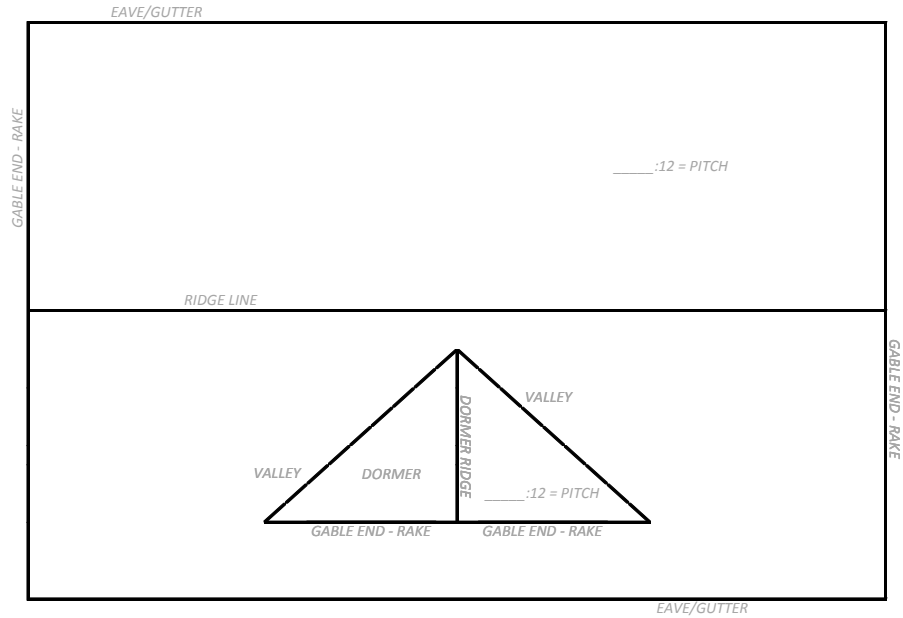 EAVE/GUTTER
GABLE END - RAKE
_____:12 = PITCH
RIDGE LINE
GABLE END - RAKE
VALLEY
DORMER RIDGE
VALLEY
DORMER
_____:12 = PITCH
GABLE END - RAKE
GABLE END - RAKE
EAVE/GUTTER